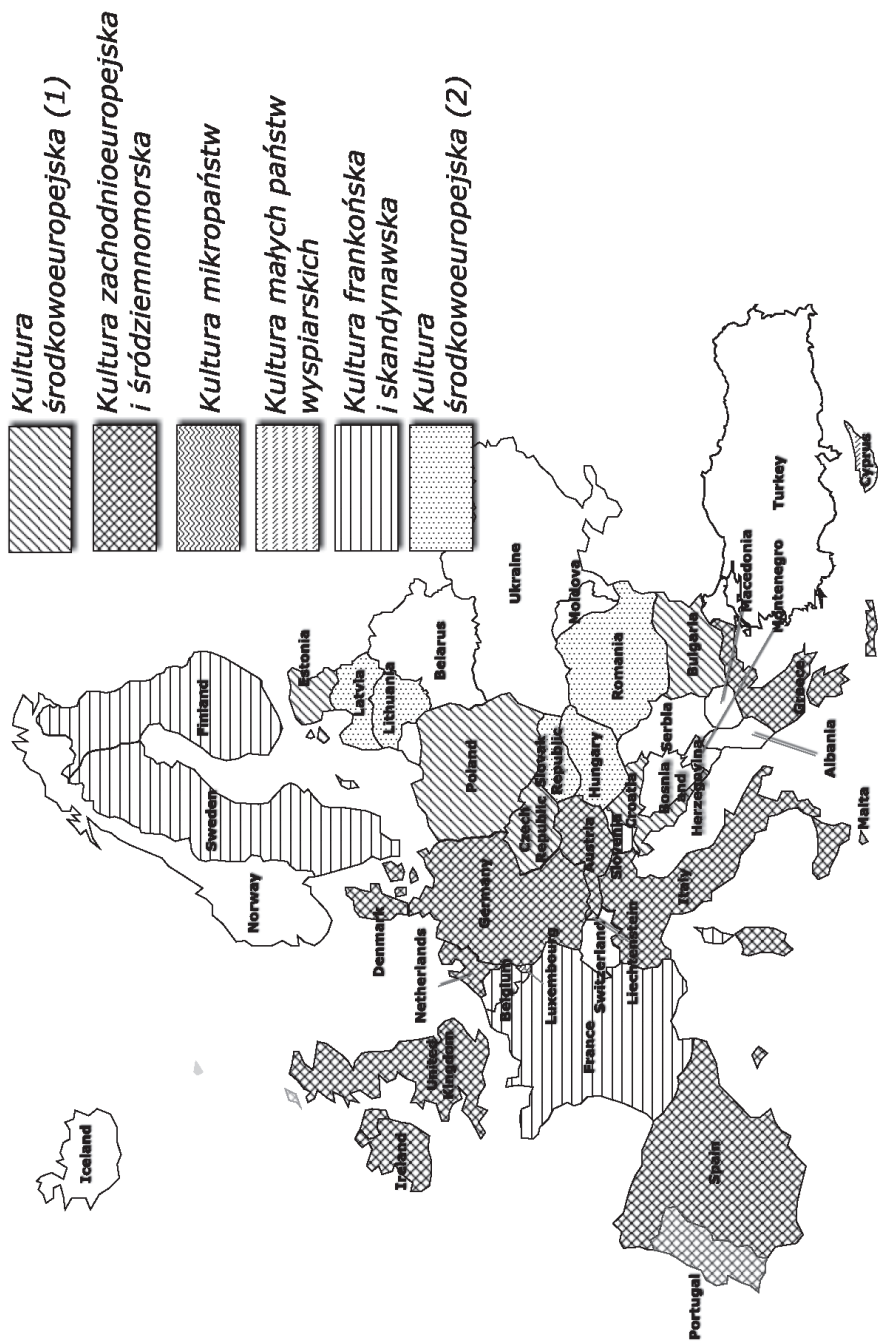 Kultura
środkowoeuropejska (1)
Kultura zachodnioeuropejska
i śródziemnomorska
Kultura mikropaństw
Kultura małych państw
wyspiarskich
Kultura frankońska
i skandynawska
Kultura
środkowoeuropejska (2)
Iceland
Norway
Sweden
Finland
Estonia
Latvia
Lithuania
Denmark
Ireland
United
Kingdom
Netherlands
Belgium
Luxembourg
Germany
Poland
Belarus
Ukraine
Czech
Republic
Slovak
Republic
Austria
Hungary
Moldova
Romania
France
Switzerland
Liechtenstein
Slovenia
Croatia
Bosnia
and
Herzegovina
Serbia
Bulgaria
Macedonia
Montenegro
Portugal
Spain
Italy
Albania
Greece
Turkey
Malta
Cyprus